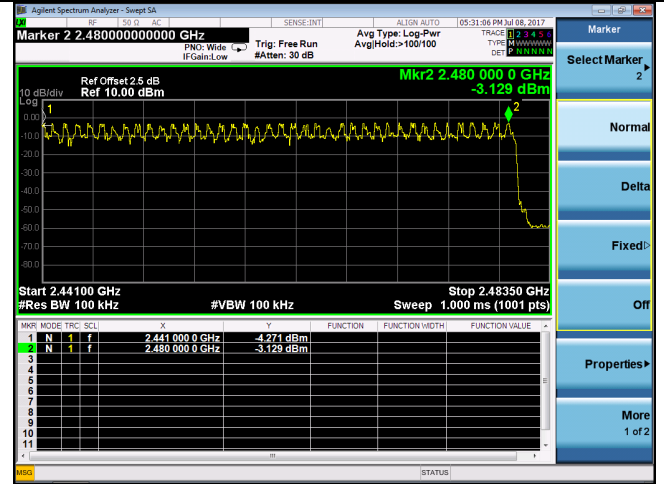 Agilent Spectrum Analyzer - Swept SA
LXI RF 50 Ω AC SENSE:INT ALIGN AUTO 05:31:06 PM Jul 08, 2017
Marker 2 2.480000000000 GHz
PNO: Wide
IFGain:Low
Trig: Free Run
#Atten: 30 dB
Avg Type: Log-Pwr
Avg|Hold:>100/100
TRACE 1 2 3 4 5 6
TYPE M W W W W W
DET P N N N N N
Ref Offset 2.5 dB
Ref 10.00 dBm
10 dB/div
Log
Mkr2 2.480 000 0 GHz
-3.129 dBm
1
2
0.00
-10.0
-20.0
-30.0
-40.0
-50.0
-60.0
-70.0
-80.0
Start 2.44100 GHz
Stop 2.48350 GHz
#Res BW 100 kHz
#VBW 100 kHz
Sweep 1.000 ms (1001 pts)
MKR MODE TRC SCL X Y FUNCTION FUNCTION WIDTH FUNCTION VALUE
1 N 1 f 2.441 000 0 GHz -4.271 dBm
2 N 1 f 2.480 000 0 GHz -3.129 dBm
3
4
5
6
7
8
9
10
11
MSG
STATUS
Marker
Select Marker
2
Normal
Delta
Fixed
Off
Properties
More
1 of 2